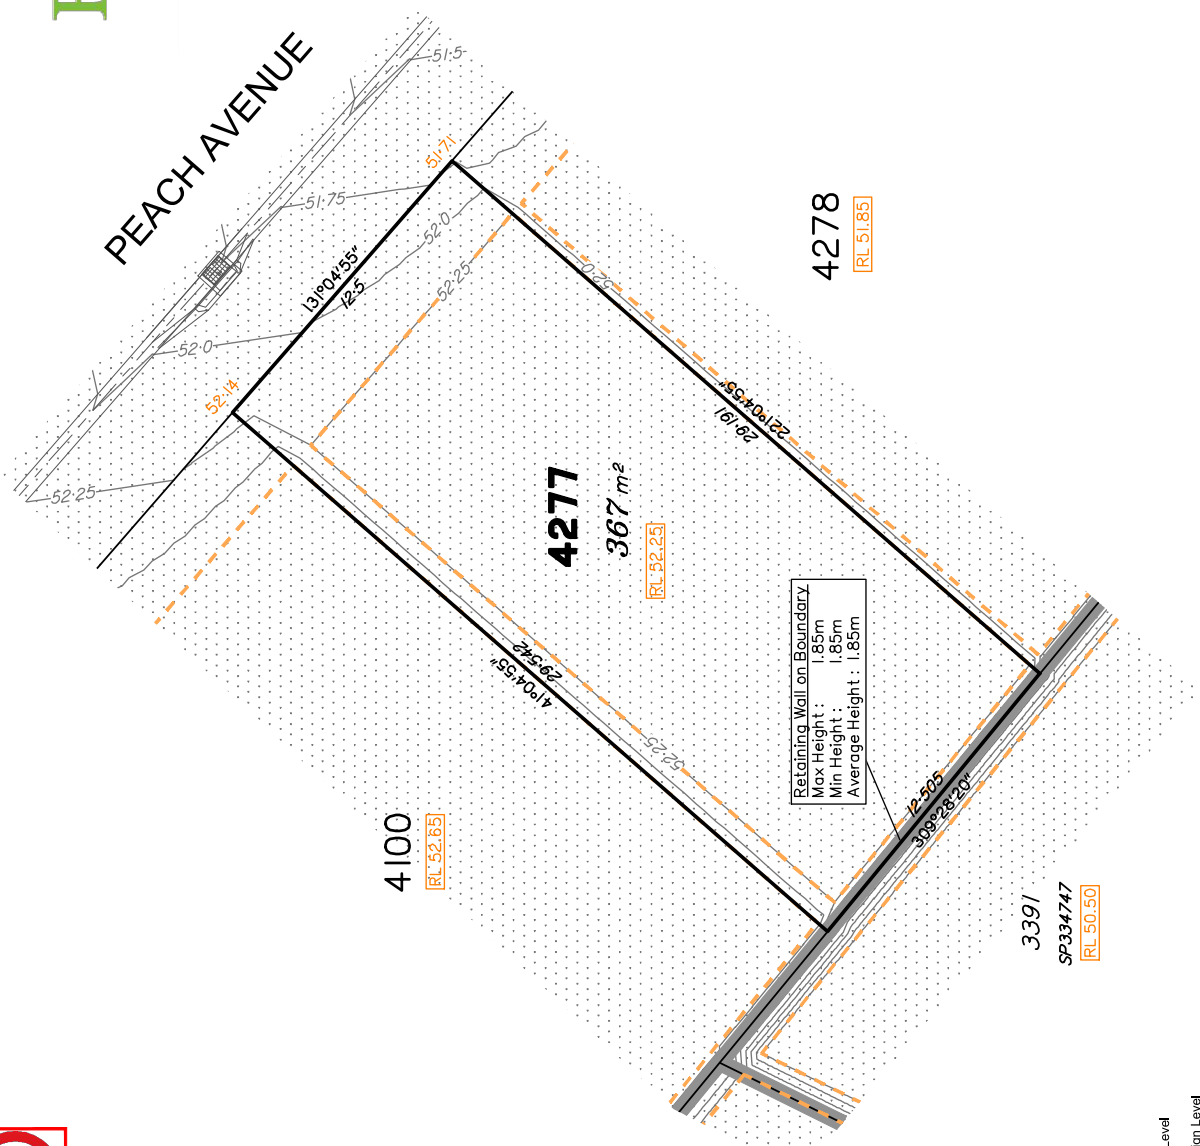 PEACH AVENUE
51·5
51·71
51·75
52·0
52·25
52·14
131°04'55"
12·5
52·0
52·25
52·0
4278
RL 51.85
221°04'55"
29·191
4277
367 m²
RL 52.25
41°04'55"
29·542
52·25
4100
RL 52.65
Retaining Wall on Boundary
Max Height : 1.85m
Min Height : 1.85m
Average Height : 1.85m
12·505
309°28'20"
3391
SP334747
RL 50.50
Level